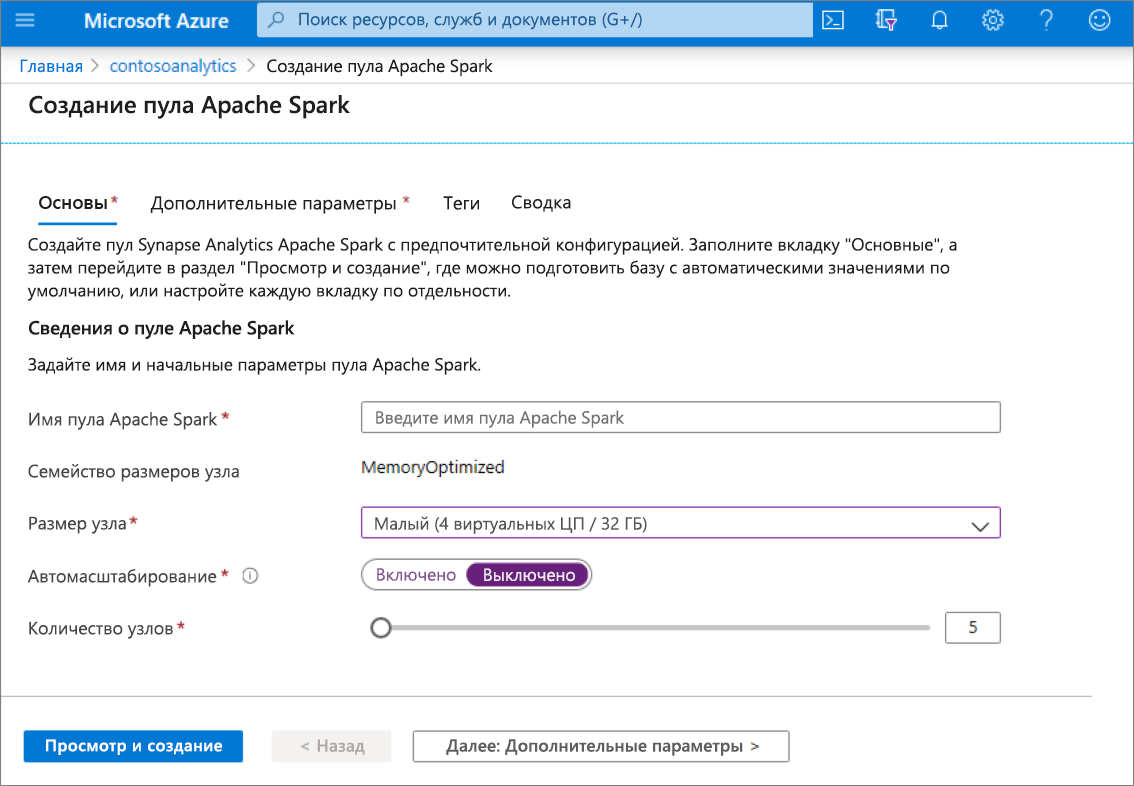 Microsoft Azure
Поиск ресурсов, служб и документов (G+/)
Главная > contosoanalytics > Создание пула Apache Spark
Создание пула Apache Spark
Основы* Дополнительные параметры * Теги Сводка
Создайте пул Synapse Analytics Apache Spark с предпочтительной конфигурацией. Заполните вкладку "Основные", а
затем перейдите в раздел "Просмотр и создание", где можно подготовить базу с автоматическими значениями по
умолчанию, или настройте каждую вкладку по отдельности.
Сведения о пуле Apache Spark
Задайте имя и начальные параметры пула Apache Spark.
Имя пула Apache Spark * Введите имя пула Apache Spark
Семейство размеров узла MemoryOptimized
Размер узла* Малый (4 виртуальных ЦП / 32 ГБ)
Автомасштабирование * Включено Выключено
Количество узлов * 5
Просмотр и создание < Назад Далее: Дополнительные параметры >